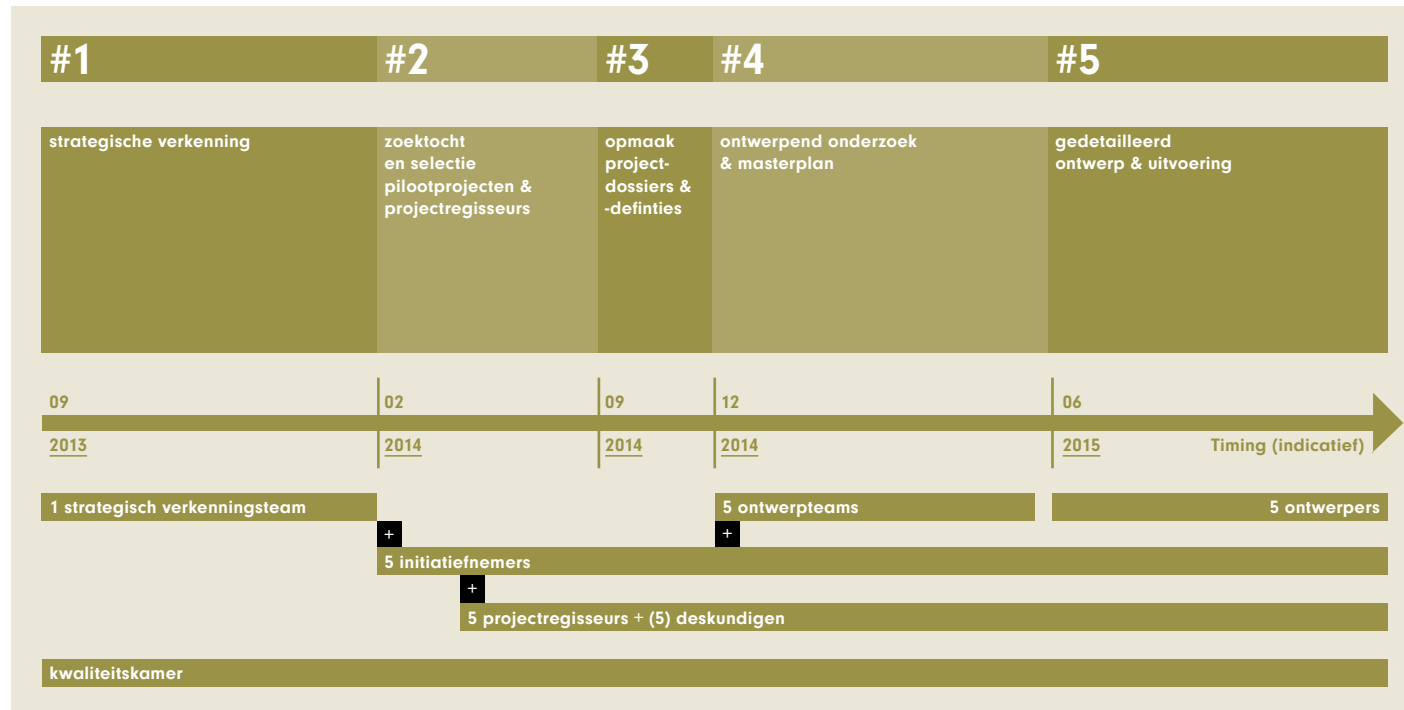 #1
#2
#3
#4
#5
strategische verkenning
zoektocht
en selectie
pilootprojecten &
projectregisseurs
opmaak
project-
dossiers &
-definties
ontwerpend onderzoek
& masterplan
gedetailleerd
ontwerp & uitvoering
09
02
09
12
06
2013
2014
2014
2014
2015
Timing (indicatief)
1 strategisch verkenningsteam
5 ontwerpteams
5 ontwerpers
+
+
5 initiatiefnemers
+
5 projectregisseurs + (5) deskundigen
kwaliteitskamer